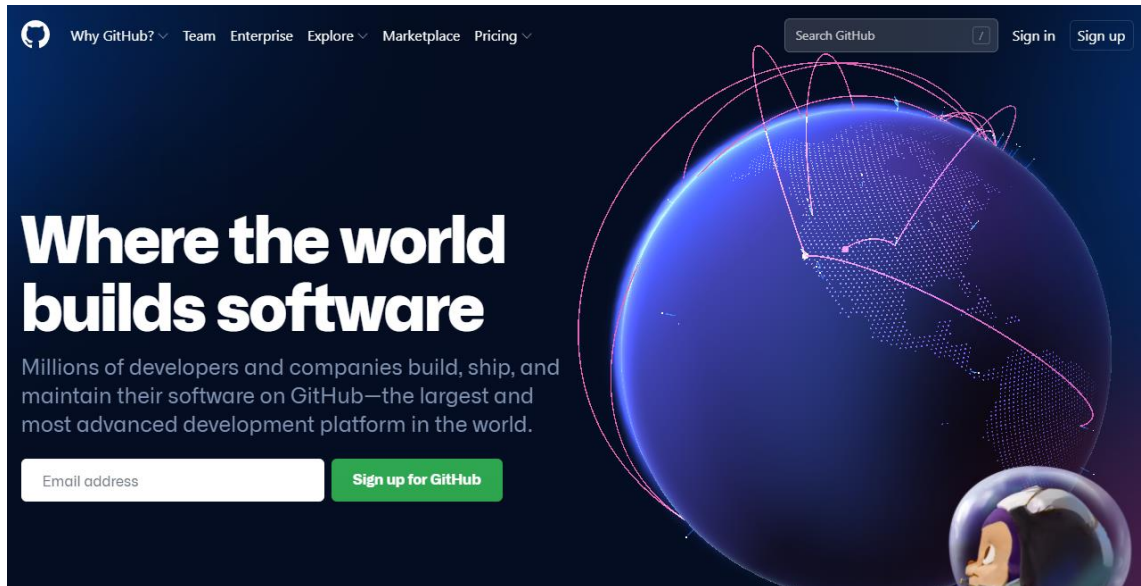 Why GitHub? Team Enterprise Explore Marketplace Pricing Search GitHub / Sign in Sign up
Where the world
builds software
Millions of developers and companies build, ship, and
maintain their software on GitHub—the largest and
most advanced development platform in the world.
Email address Sign up for GitHub